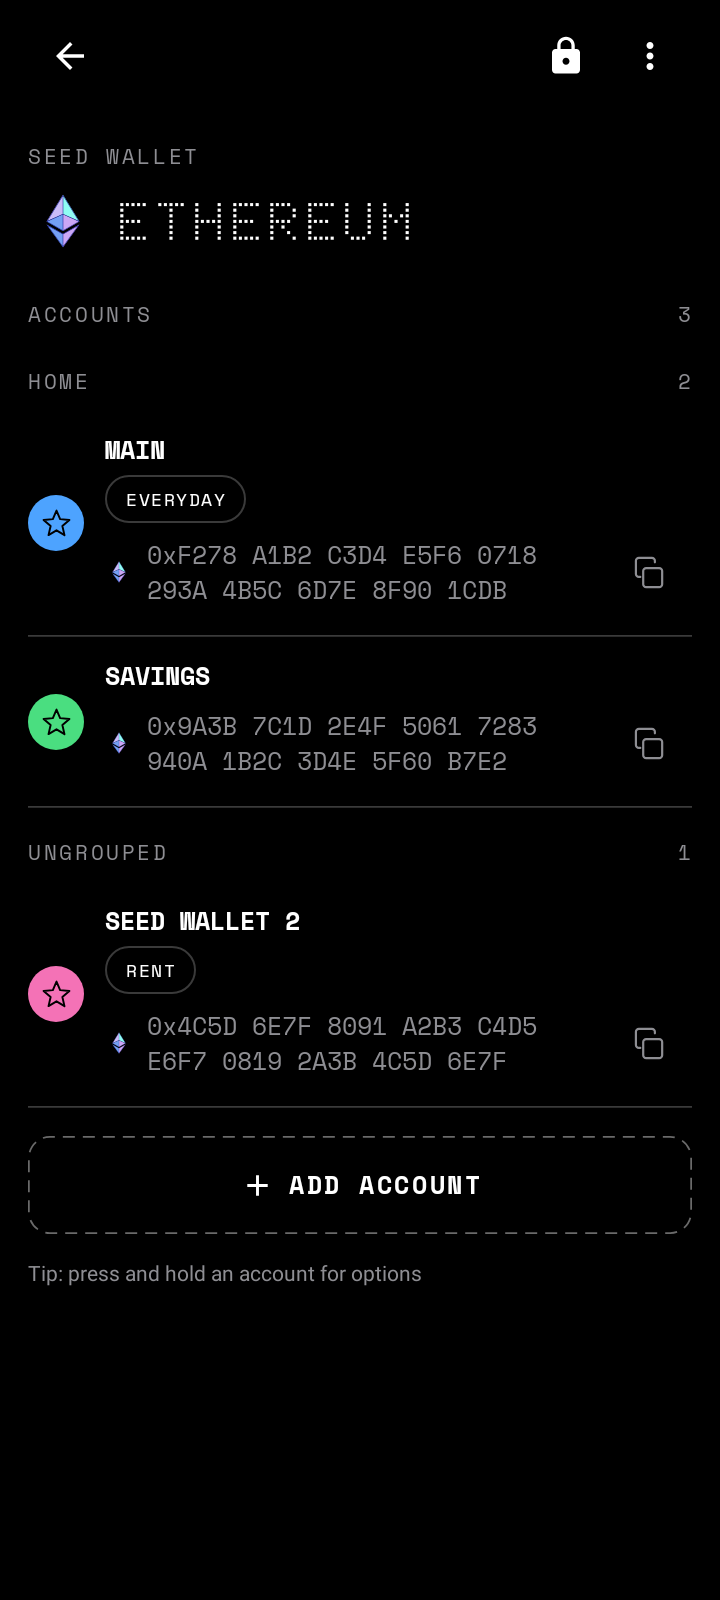 SEED WALLET
ETHEREUM
ACCOUNTS 3
HOME 2
MAIN
EVERYDAY
0xF278 A1B2 C3D4 E5F6 0718
293A 4B5C 6D7E 8F90 1CDB
SAVINGS
0x9A3B 7C1D 2E4F 5061 7283
940A 1B2C 3D4E 5F60 B7E2
UNGROUPED 1
SEED WALLET 2
RENT
0x4C5D 6E7F 8091 A2B3 C4D5
E6F7 0819 2A3B 4C5D 6E7F
+ ADD ACCOUNT
Tip: press and hold an account for options